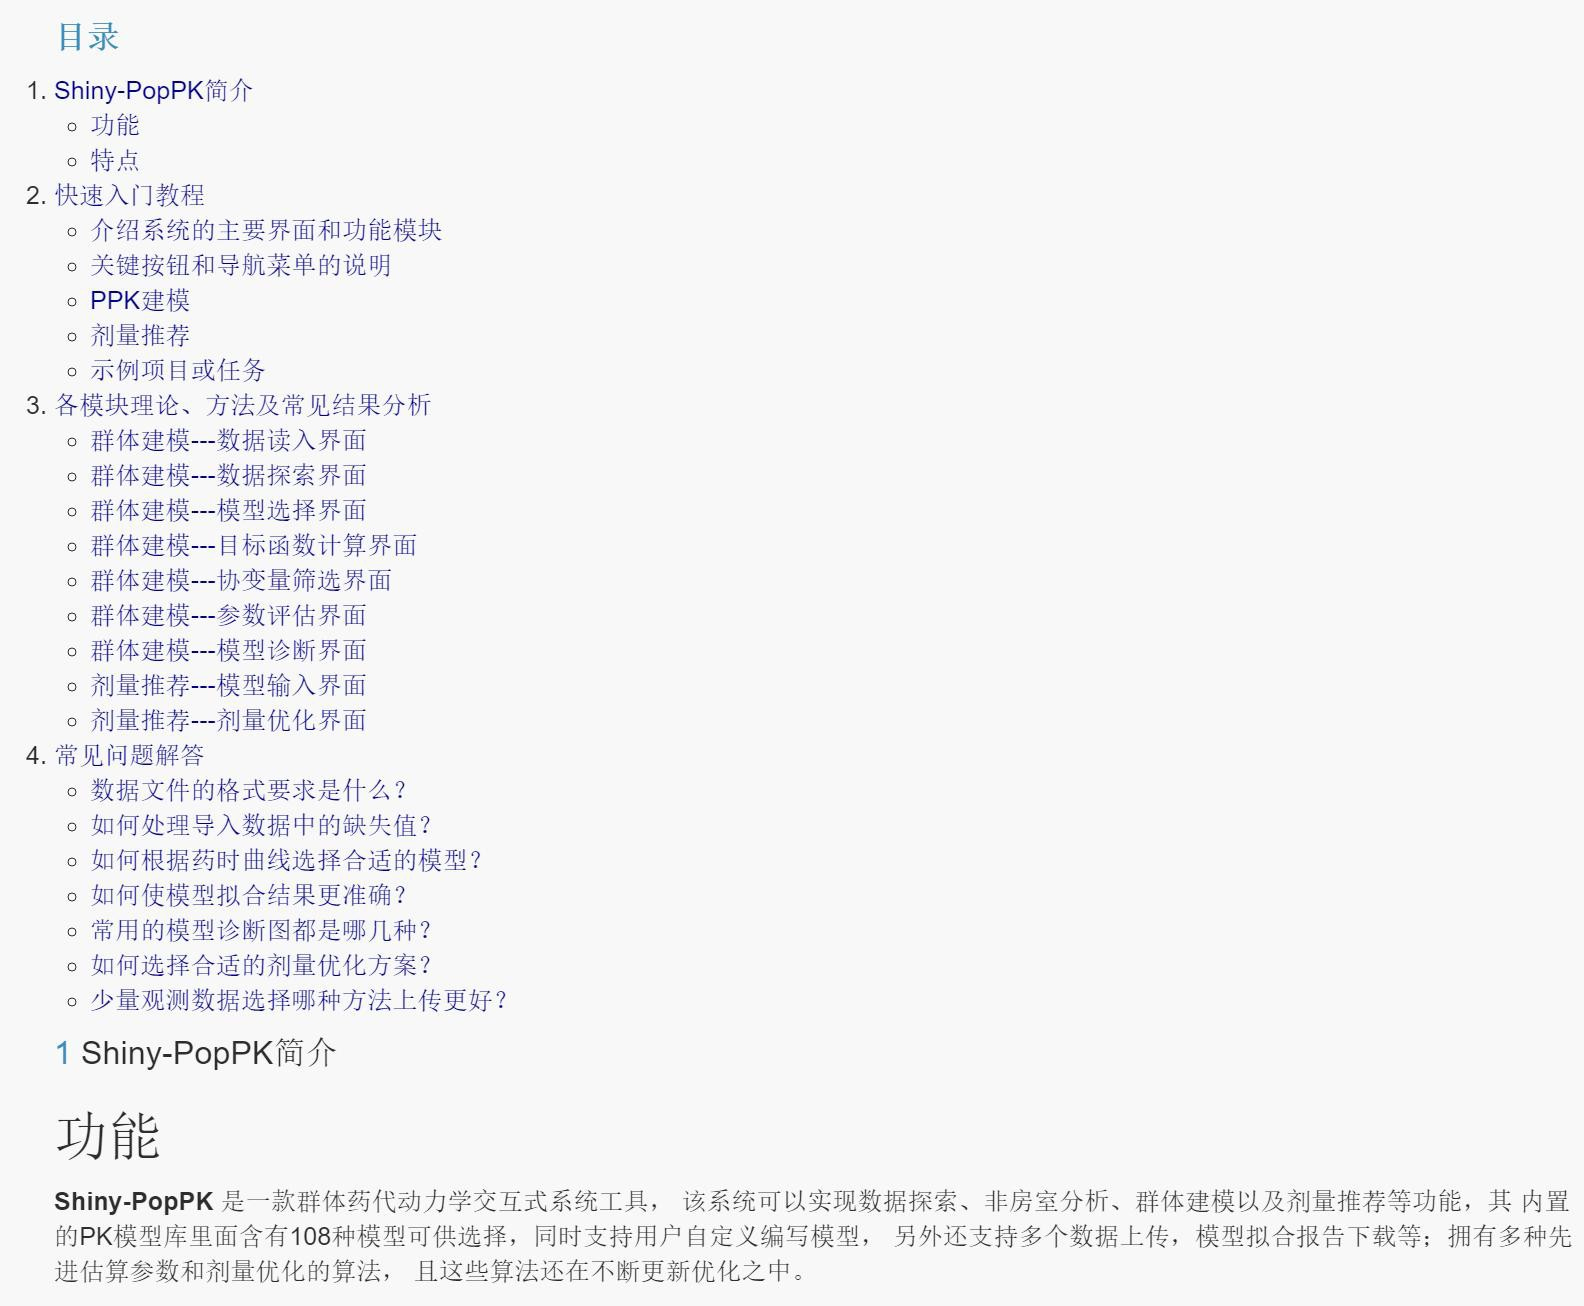 目录
1. Shiny-PopPK简介
功能
特点
2. 快速入门教程
介绍系统的主要界面和功能模块
关键按钮和导航菜单的说明
PPK建模
剂量推荐
示例项目或任务
3. 各模块理论、方法及常见结果分析
群体建模---数据读入界面
群体建模---数据探索界面
群体建模---模型选择界面
群体建模---目标函数计算界面
群体建模---协变量筛选界面
群体建模---参数评估界面
群体建模---模型诊断界面
剂量推荐---模型输入界面
剂量推荐---剂量优化界面
4. 常见问题解答
数据文件的格式要求是什么？
如何处理导入数据中的缺失值？
如何根据药时曲线选择合适的模型？
如何使模型拟合结果更准确？
常用的模型诊断图都是哪几种？
如何选择合适的剂量优化方案？
少量观测数据选择哪种方法上传更好？
1 Shiny-PopPK简介
功能
Shiny-PopPK 是一款群体药代动力学交互式系统工具， 该系统可以实现数据探索、非房室分析、群体建模以及剂量推荐等功能，其 内置
的PK模型库里面含有108种模型可供选择，同时支持用户自定义编写模型， 另外还支持多个数据上传，模型拟合报告下载等；拥有多种先
进估算参数和剂量优化的算法， 且这些算法还在不断更新优化之中。